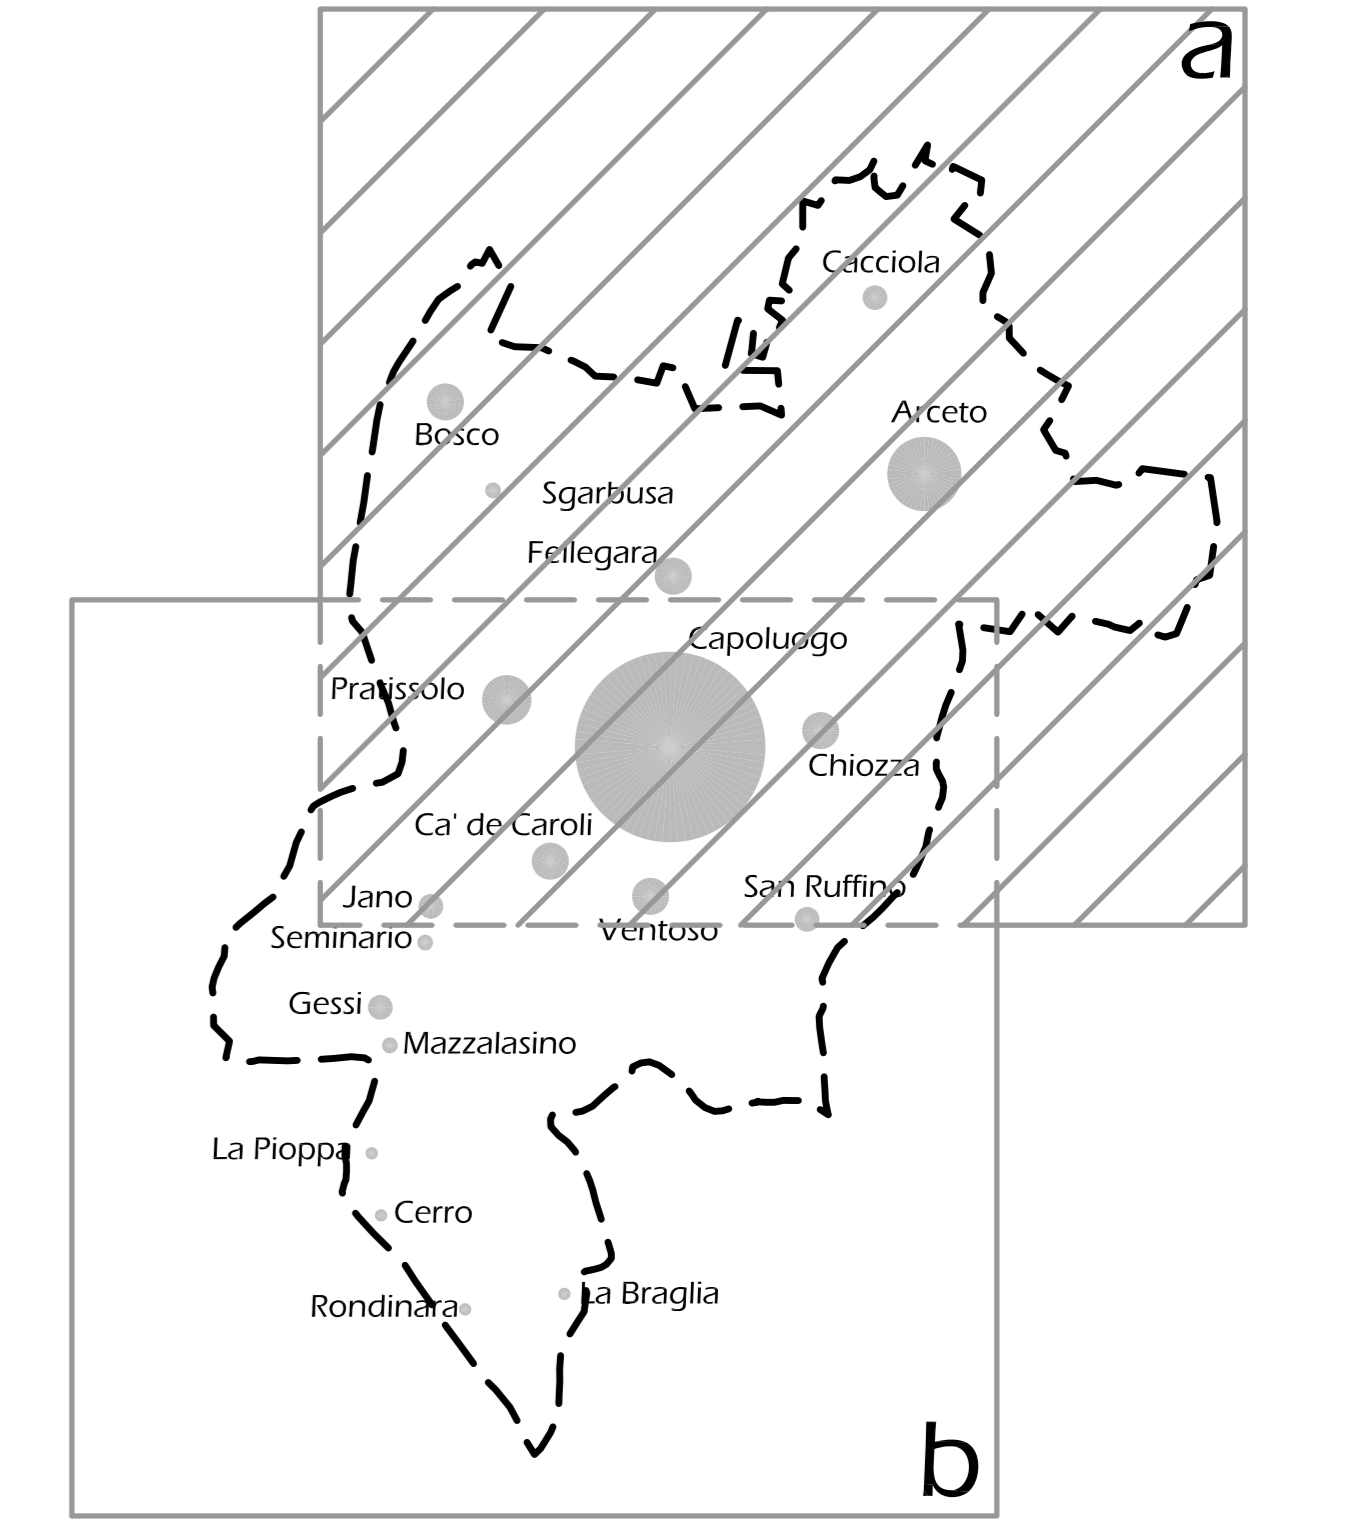 a
Cacciola
Arceto
Bosco
Sgarbusa
Fellegara
Capoluogo
Pratissolo
Chiozza
Ca' de Caroli
San Ruffino
Jano
Ventoso
Seminario
Gessi
Mazzalasino
La Pioppa
Cerro
La Braglia
Rondinara
b